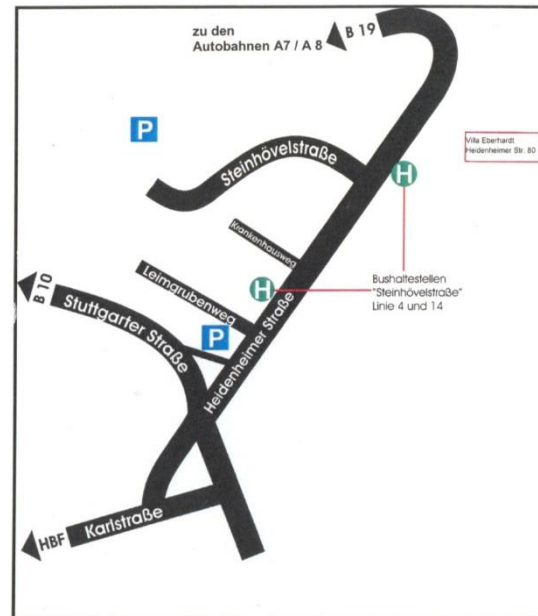 zu den
Autobahnen A7 / A 8
B 19
P
Steinhövelstraße
Villa Eberhardt
Heidenheimer Str. 80
H
Krankenhausweg
Leimgrubenweg
H
Bushaltestellen
"Steinhövelstraße"
Linie 4 und 14
B 10
Stuttgarter Straße
P
Heidenheimer Straße
Karlstraße
HBF